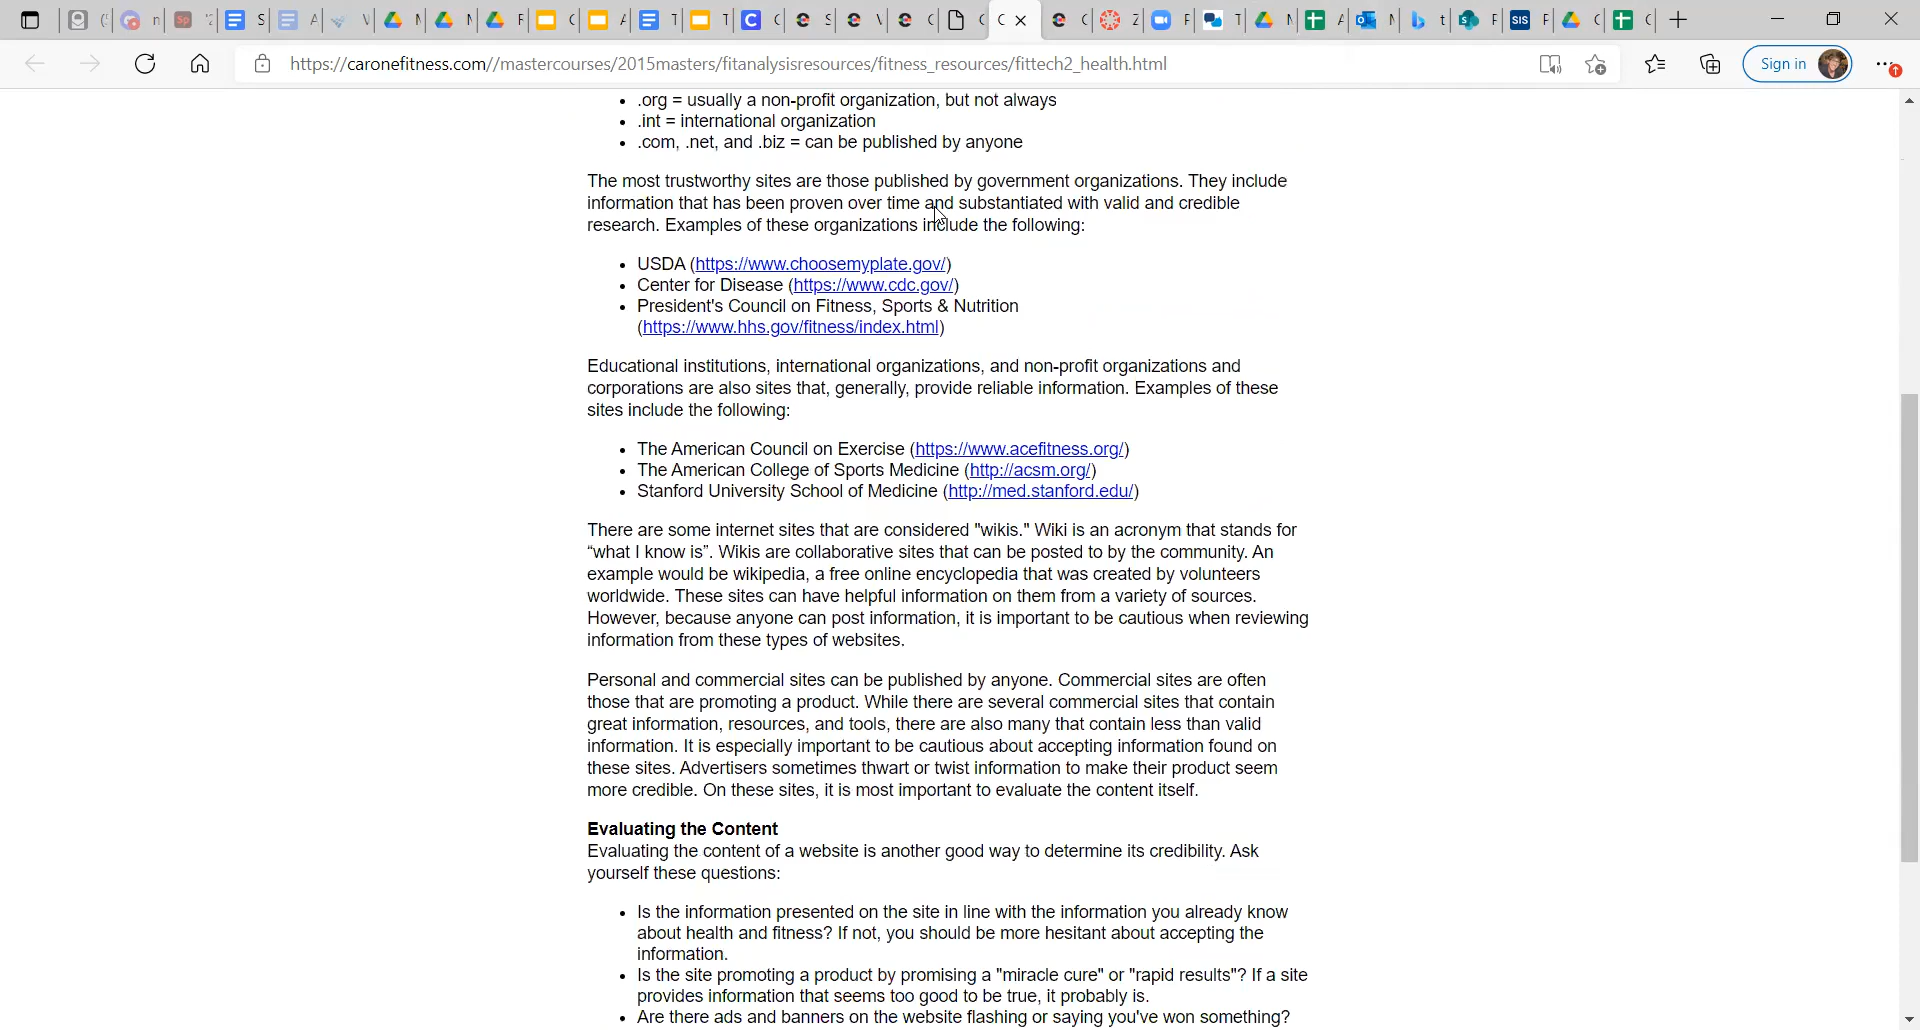 Sign in
https://caronefitness.com//mastercourses/2015masters/fitanalysisresources/fitness_resources/fittech2_health.html
• .org = usually a non-profit organization, but not always
• .int = international organization
• .com, .net, and .biz = can be published by anyone
The most trustworthy sites are those published by government organizations. They include
information that has been proven over time and substantiated with valid and credible
research. Examples of these organizations include the following:
• USDA (https://www.choosemyplate.gov/)
• Center for Disease (https://www.cdc.gov/)
• President's Council on Fitness, Sports & Nutrition
(https://www.hhs.gov/fitness/index.html)
Educational institutions, international organizations, and non-profit organizations and
corporations are also sites that, generally, provide reliable information. Examples of these
sites include the following:
• The American Council on Exercise (https://www.acefitness.org/)
• The American College of Sports Medicine (http://acsm.org/)
• Stanford University School of Medicine (http://med.stanford.edu/)
There are some internet sites that are considered "wikis." Wiki is an acronym that stands for
“what I know is”. Wikis are collaborative sites that can be posted to by the community. An
example would be wikipedia, a free online encyclopedia that was created by volunteers
worldwide. These sites can have helpful information on them from a variety of sources.
However, because anyone can post information, it is important to be cautious when reviewing
information from these types of websites.
Personal and commercial sites can be published by anyone. Commercial sites are often
those that are promoting a product. While there are several commercial sites that contain
great information, resources, and tools, there are also many that contain less than valid
information. It is especially important to be cautious about accepting information found on
these sites. Advertisers sometimes thwart or twist information to make their product seem
more credible. On these sites, it is most important to evaluate the content itself.
Evaluating the Content
Evaluating the content of a website is another good way to determine its credibility. Ask
yourself these questions:
• Is the information presented on the site in line with the information you already know
about health and fitness? If not, you should be more hesitant about accepting the
information.
• Is the site promoting a product by promising a "miracle cure" or "rapid results"? If a site
provides information that seems too good to be true, it probably is.
• Are there ads and banners on the website flashing or saying you've won something?